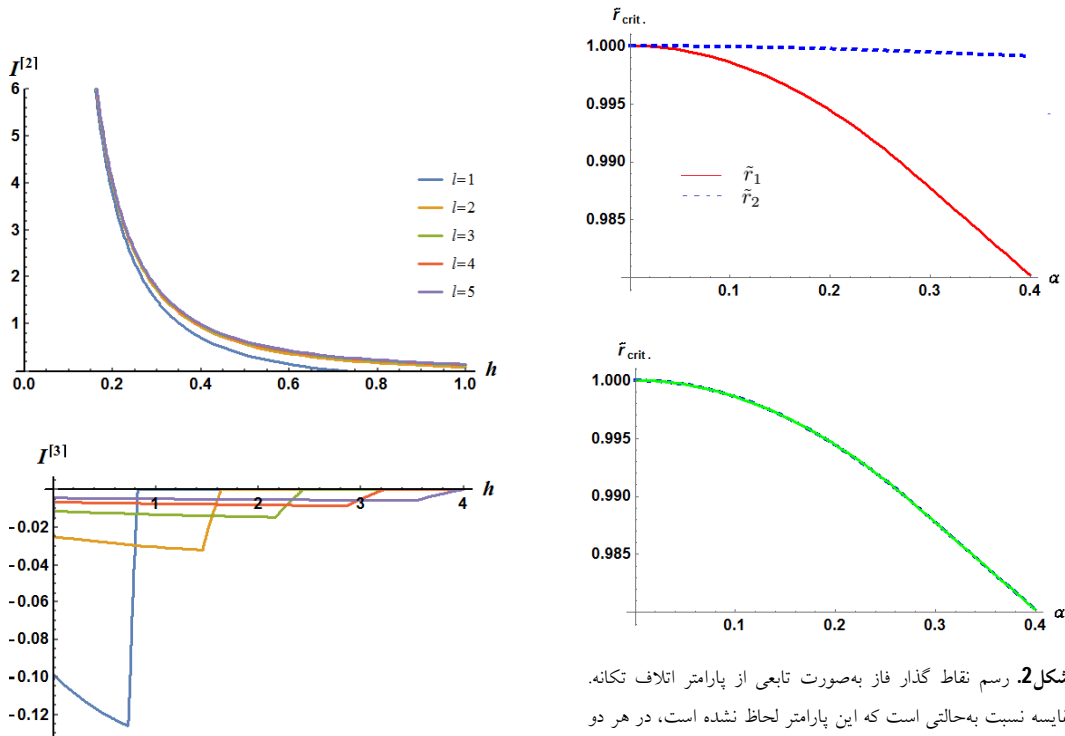 I^[2]
6
5
4
3
2
1
0.0 0.2 0.4 0.6 0.8 1.0 h
l=1
l=2
l=3
l=4
l=5
I^[3]
1 2 3 4 h
-0.02
-0.04
-0.06
-0.08
-0.10
-0.12
r̃crit.
1.000
0.995
0.990
0.985
0.1 0.2 0.3 0.4 α
r̃1
r̃2
r̃crit.
1.000
0.995
0.990
0.985
0.1 0.2 0.3 0.4 α
شکل2. رسم نقاط گذار فاز به‌صورت تابعی از پارامتر اتلاف تکانه.
نسبت به‌حالتی است که این پارامتر لحاظ نشده است، در هر دو